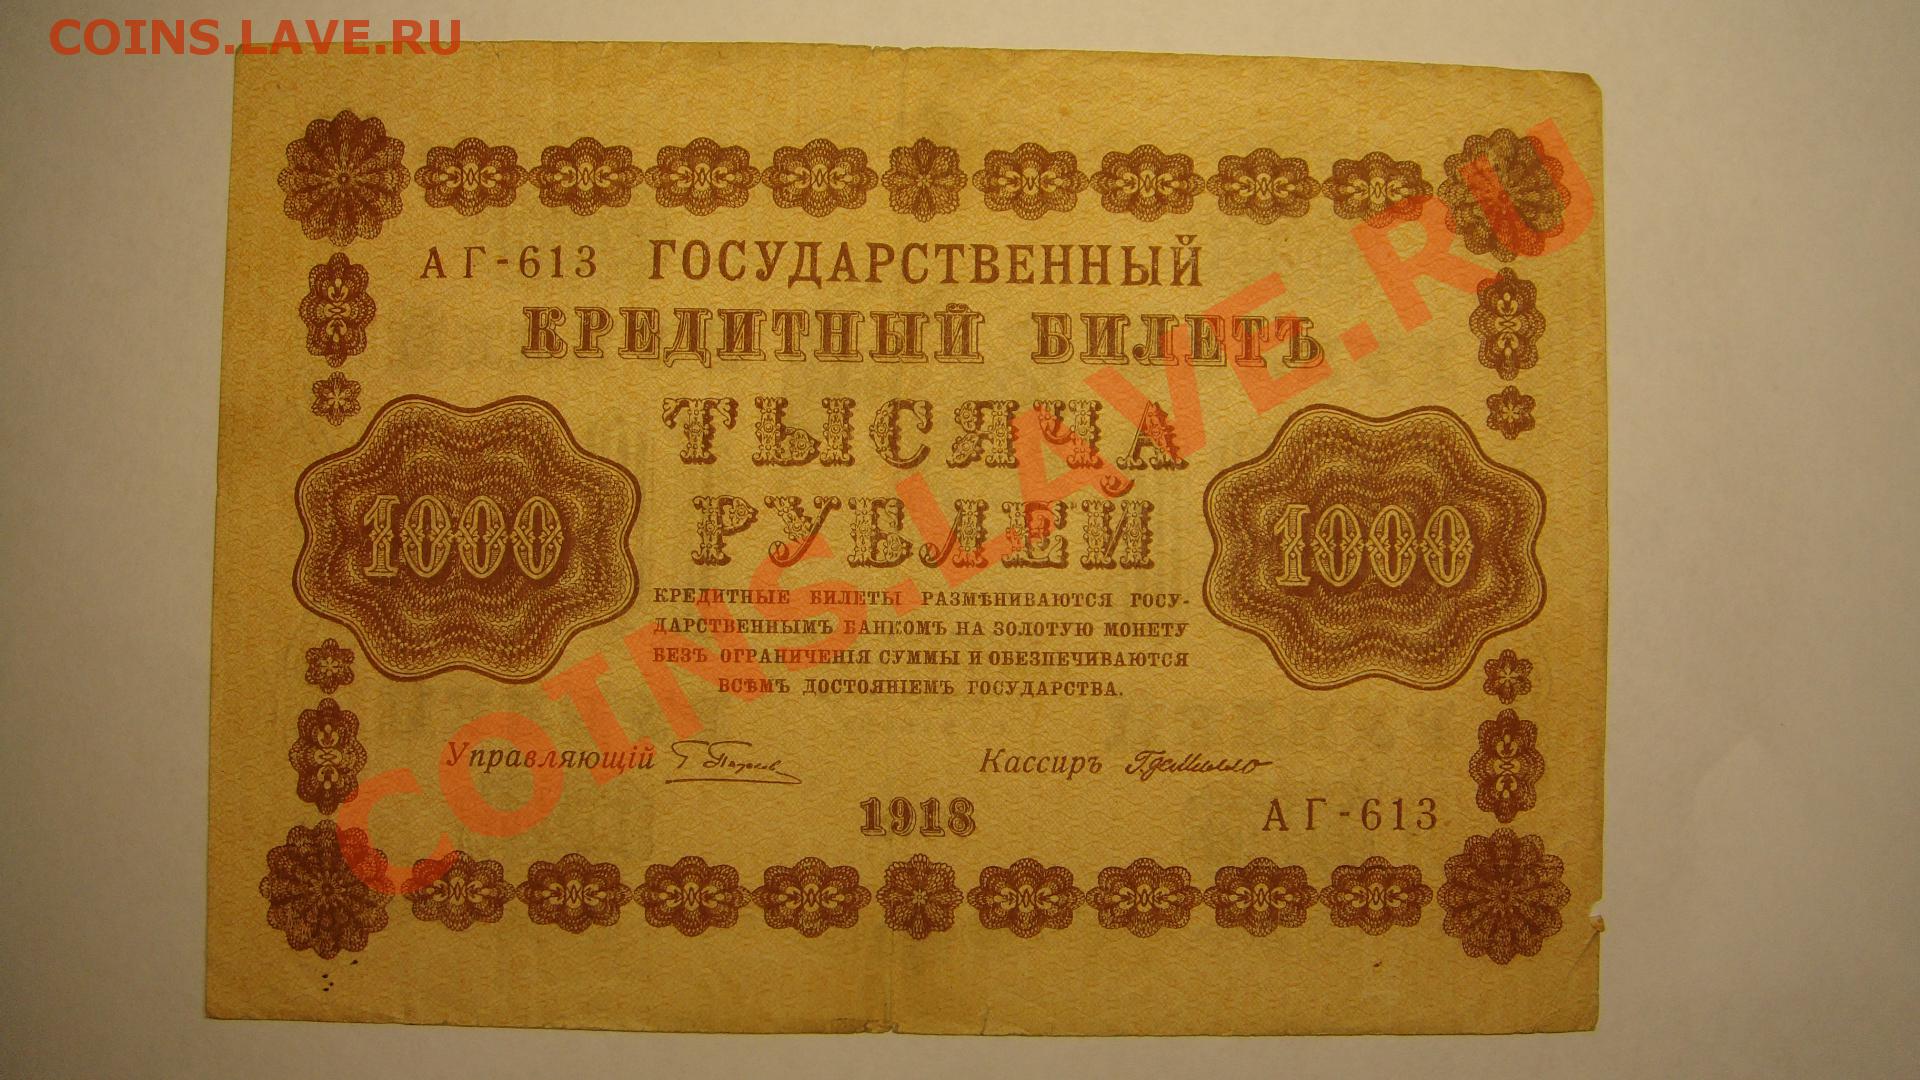 COINS.LAVE.RU
АГ-613 ГОСУДАРСТВЕННЫЙ
КРЕДИТНЫЙ БИЛЕТЪ
ТЫСЯЧА
РУБЛЕЙ
1000
1000
КРЕДИТНЫЕ БИЛЕТЫ РАЗМѢНИВАЮТСЯ ГОСУ-
ДАРСТВЕННЫМЪ БАНКОМЪ НА ЗОЛОТУЮ МОНЕТУ
БЕЗЪ ОГРАНИЧЕНІЯ СУММЫ И ОБЕЗПЕЧИВАЮТСЯ
ВСѢМЪ ДОСТОЯНІЕМЪ ГОСУДАРСТВА.
Управляющій
Кассиръ
1918
АГ-613
COINS.LAVE.RU